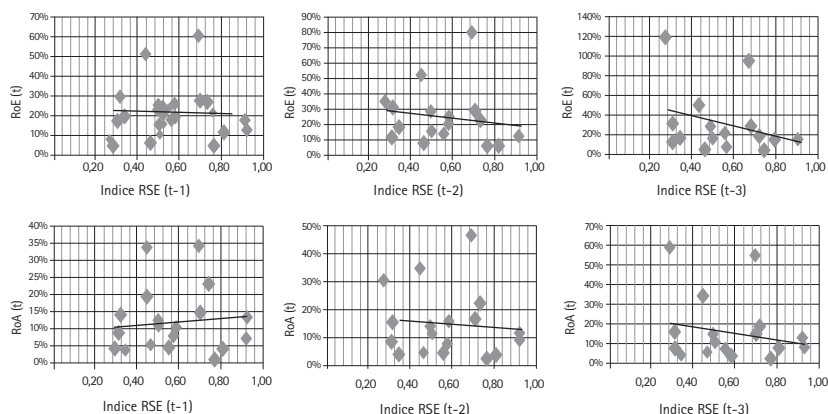 70%
60%
50%
40%
30%
20%
10%
0%
RoE (t)
0,20 0,40 0,60 0,80 1,00
Indice RSE (t-1)
90%
80%
70%
60%
50%
40%
30%
20%
10%
0%
RoE (t)
0,20 0,40 0,60 0,80 1,00
Indice RSE (t-2)
140%
120%
100%
80%
60%
40%
20%
0%
RoE (t)
0,00 0,20 0,40 0,60 0,80 1,00
Indice RSE (t-3)
40%
35%
30%
25%
20%
15%
10%
5%
0%
RoA (t)
0,20 0,40 0,60 0,80 1,00
Indice RSE (t-1)
50%
40%
30%
20%
10%
0%
RoA (t)
0,20 0,40 0,60 0,80 1,00
Indice RSE (t-2)
70%
60%
50%
40%
30%
20%
10%
0%
RoA (t)
0,20 0,40 0,60 0,80 1,00
Indice RSE (t-3)